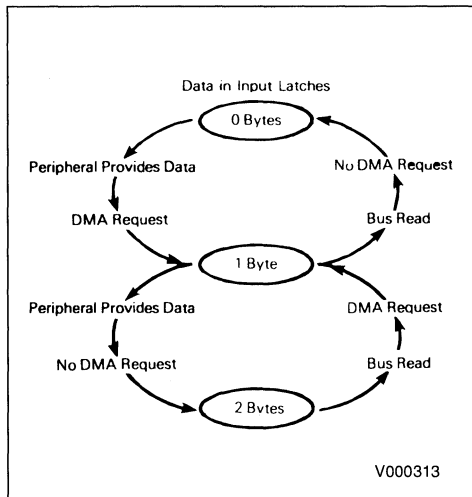 Data in Input Latches
0 Bytes
Peripheral Provides Data
No DMA Request
DMA Request
Bus Read
1 Byte
Peripheral Provides Data
DMA Request
No DMA Request
Bus Read
2 Bytes
V000313